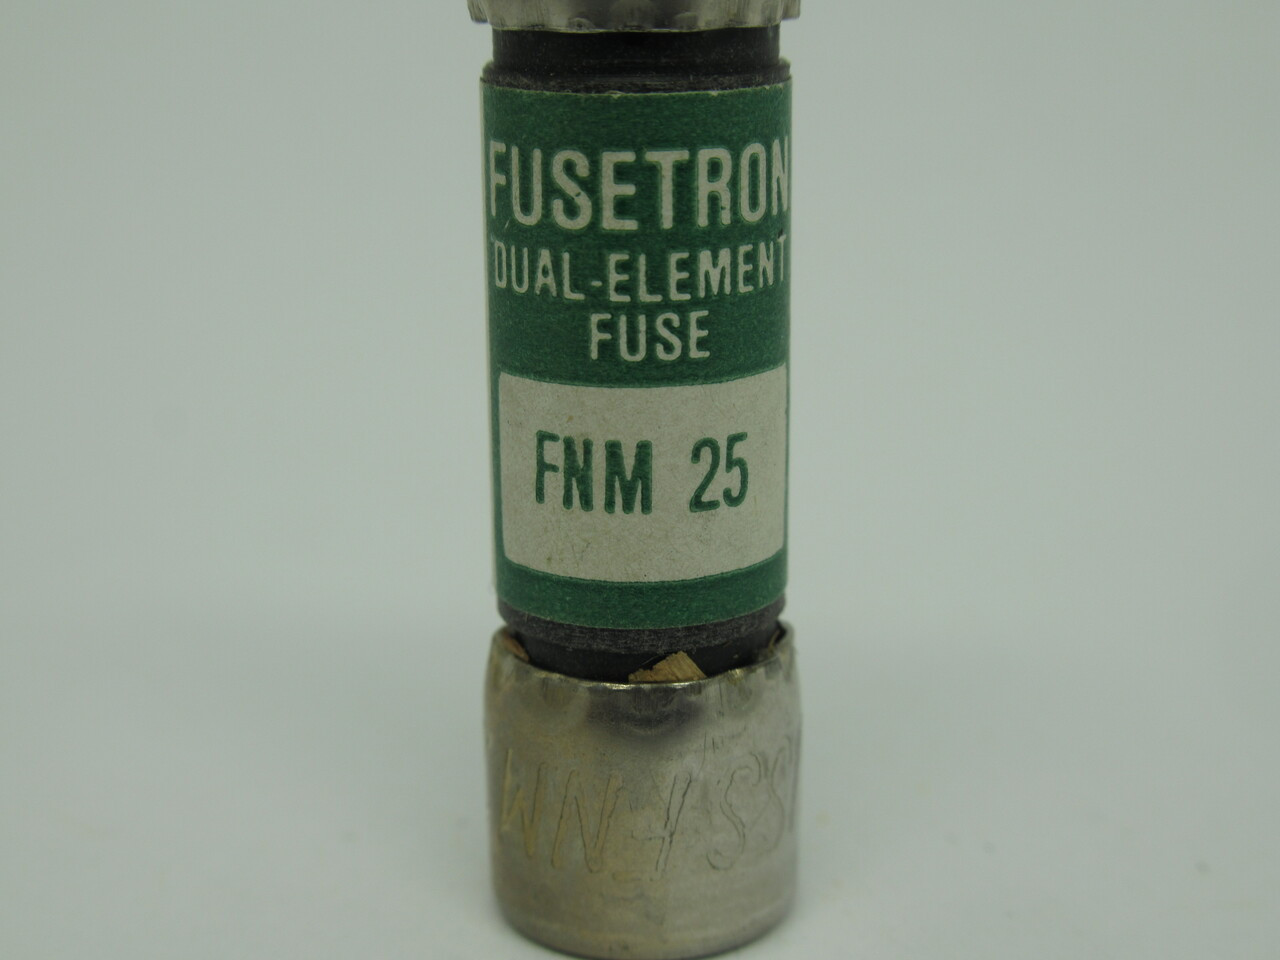 FUSETRON
DUAL-ELEMENT
FUSE
FNM 25